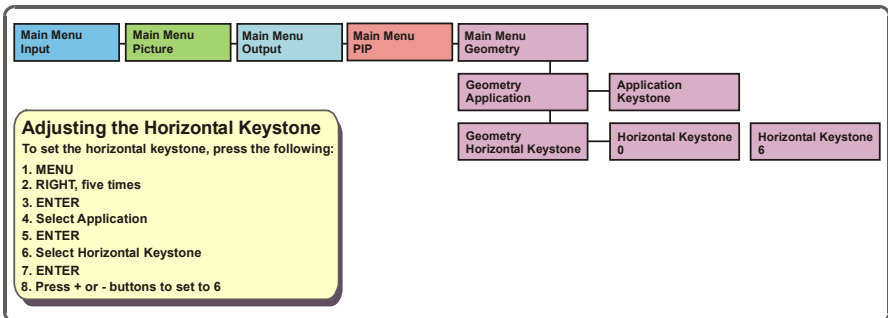 Main Menu
Input
Main Menu
Picture
Main Menu
Output
Main Menu
PIP
Main Menu
Geometry
Geometry
Application
Application
Keystone
Geometry
Horizontal Keystone
Horizontal Keystone
0
Horizontal Keystone
6
Adjusting the Horizontal Keystone
To set the horizontal keystone, press the following:
1. MENU
2. RIGHT, five times
3. ENTER
4. Select Application
5. ENTER
6. Select Horizontal Keystone
7. ENTER
8. Press + or - buttons to set to 6